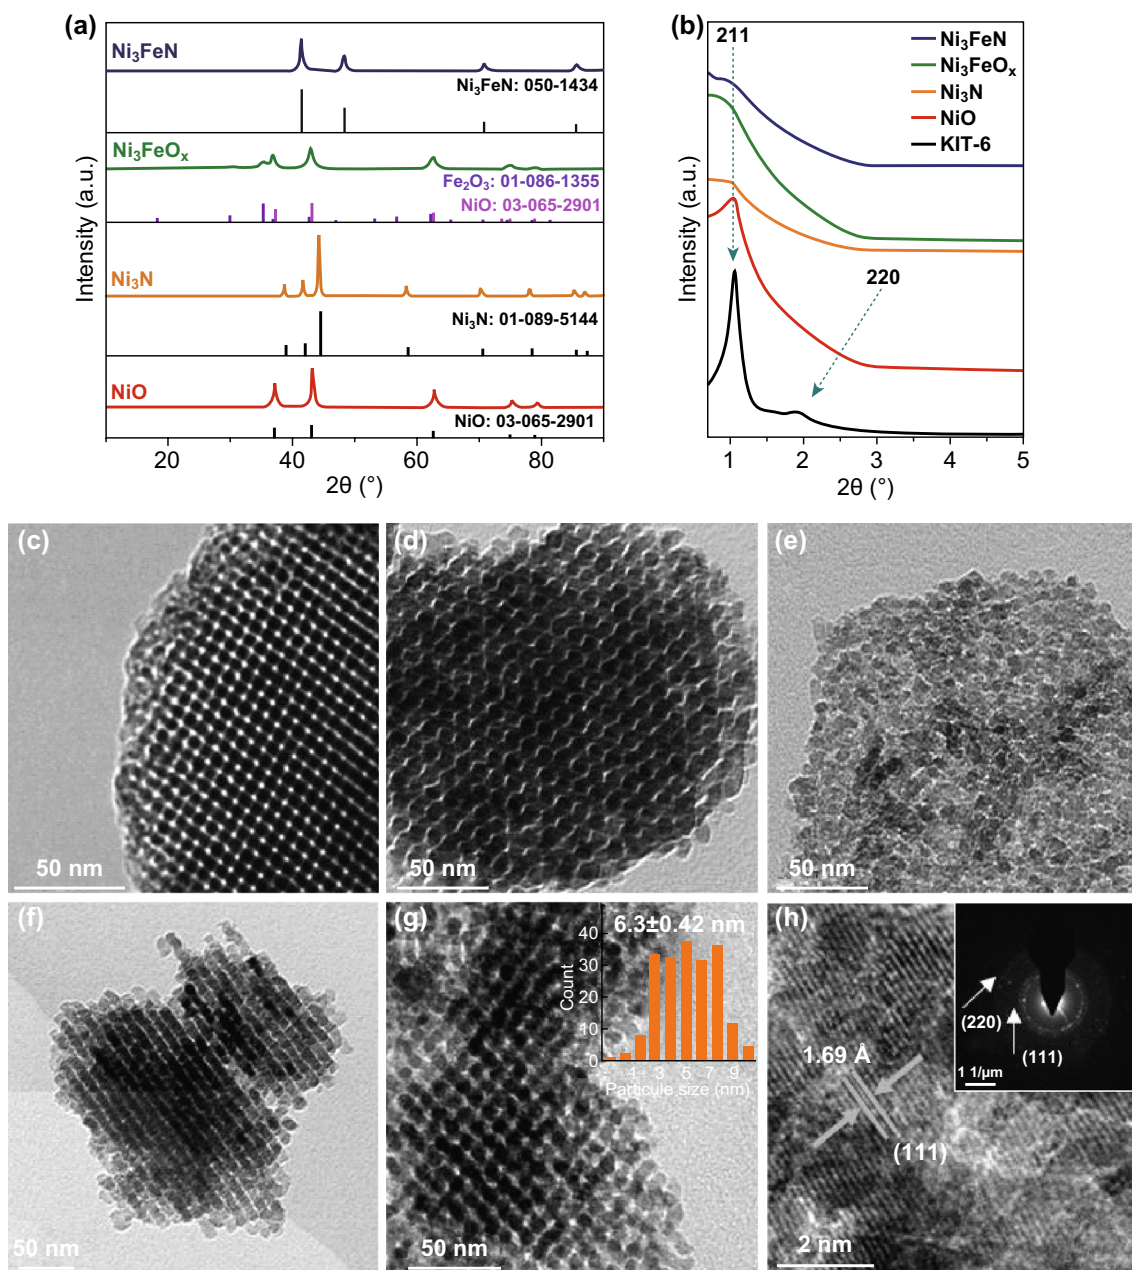 (a)
Ni₃FeN
Ni₃FeN: 050-1434
Ni₃FeOₓ
Fe₂O₃: 01-086-1355
NiO: 03-065-2901
Ni₃N
Ni₃N: 01-089-5144
NiO
NiO: 03-065-2901
Intensity (a.u.)
20 40 60 80
2θ (°)
(b)
211
Ni₃FeN
Ni₃FeOₓ
Ni₃N
NiO
KIT-6
220
Intensity (a.u.)
1 2 3 4 5
2θ (°)
(c)
50 nm
(d)
50 nm
(e)
50 nm
(f)
50 nm
(g)
6.3±0.42 nm
40
30
20
10
0
Count
1 3 5 7 9
Particule size (nm)
50 nm
(h)
(220)
(111)
1 1/µm
1.69 Å
(111)
2 nm